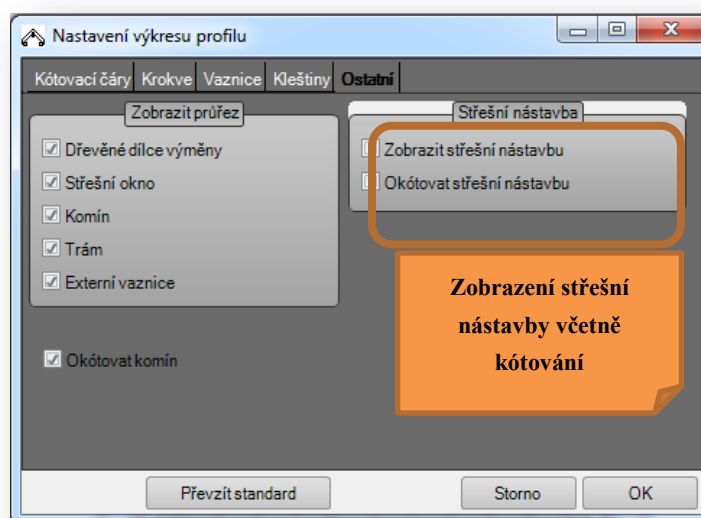 Nastavení výkresu profilu
Kótovací čáry Krokve Vaznice Kleštiny Ostatní
Zobrazit průřez
Dřevěné dílce výměny
Střešní okno
Komín
Trám
Externí vaznice
Okótovat komín
Střešní nástavba
Zobrazit střešní nástavbu
Okótovat střešní nástavbu
Zobrazení střešní
nástavby včetně
kótování
Převzít standard
Storno
OK